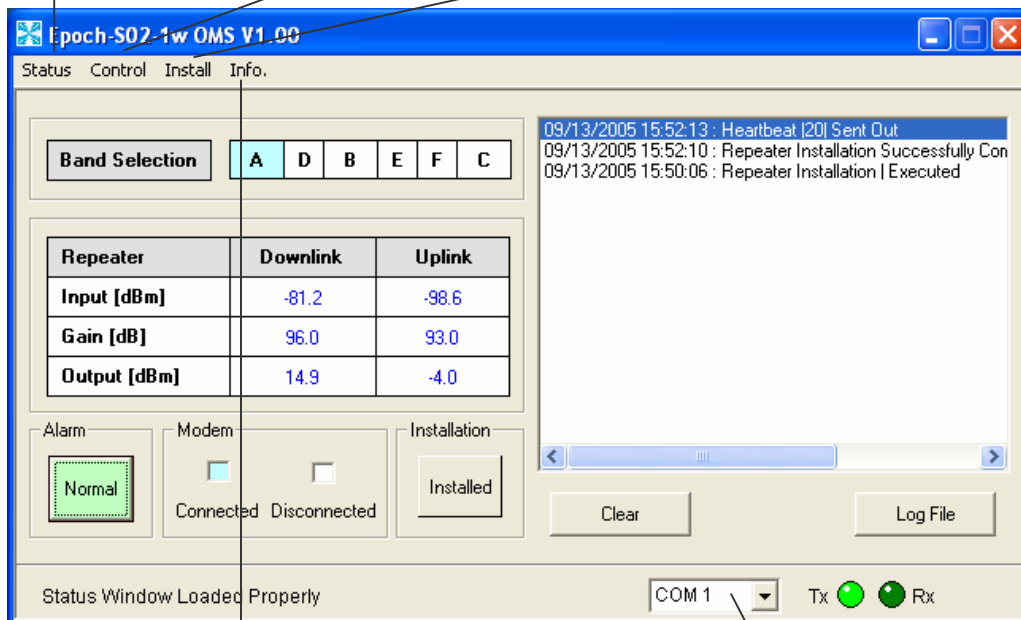 Epoch-S02-1w OMS V1.00
Status Control Install Info.
Band Selection A D B E F C
Repeater Downlink Uplink
Input [dBm] -81.2 -98.6
Gain [dB] 96.0 93.0
Output [dBm] 14.9 -4.0
Alarm Modem Installation
Normal Connected Disconnected Installed
09/13/2005 15:52:13 : Heartbeat |20| Sent Out
09/13/2005 15:52:10 : Repeater Installation Successfully Con
09/13/2005 15:50:06 : Repeater Installation | Executed
Clear Log File
Status Window Loaded Properly COM 1 Tx Rx